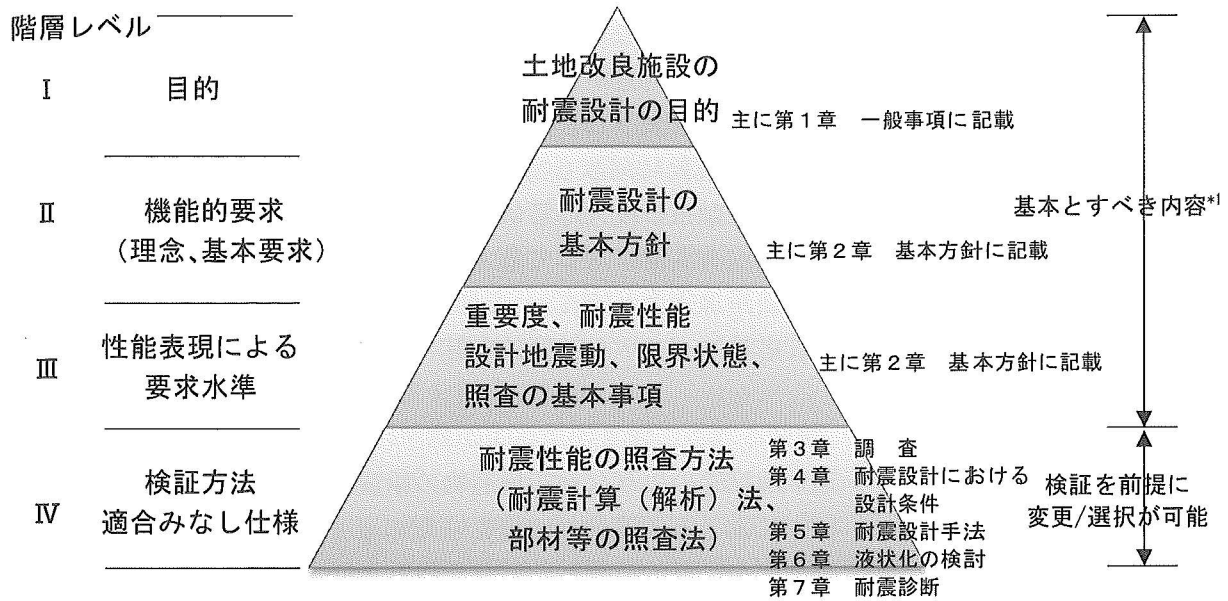 階層レベル
Ⅰ
目的
土地改良施設の
耐震設計の目的
主に第1章 一般事項に記載
Ⅱ
機能的要求
(理念、基本要求)
耐震設計の
基本方針
主に第2章 基本方針に記載
基本とすべき内容*1
Ⅲ
性能表現による
要求水準
重要度、耐震性能
設計地震動、限界状態、
照査の基本事項
主に第2章 基本方針に記載
Ⅳ
検証方法
適合みなし仕様
耐震性能の照査方法
(耐震計算(解析)法、
部材等の照査法)
第3章 調 査
第4章 耐震設計における
設計条件
第5章 耐震設計手法
第6章 液状化の検討
第7章 耐震診断
検証を前提に
変更/選択が可能